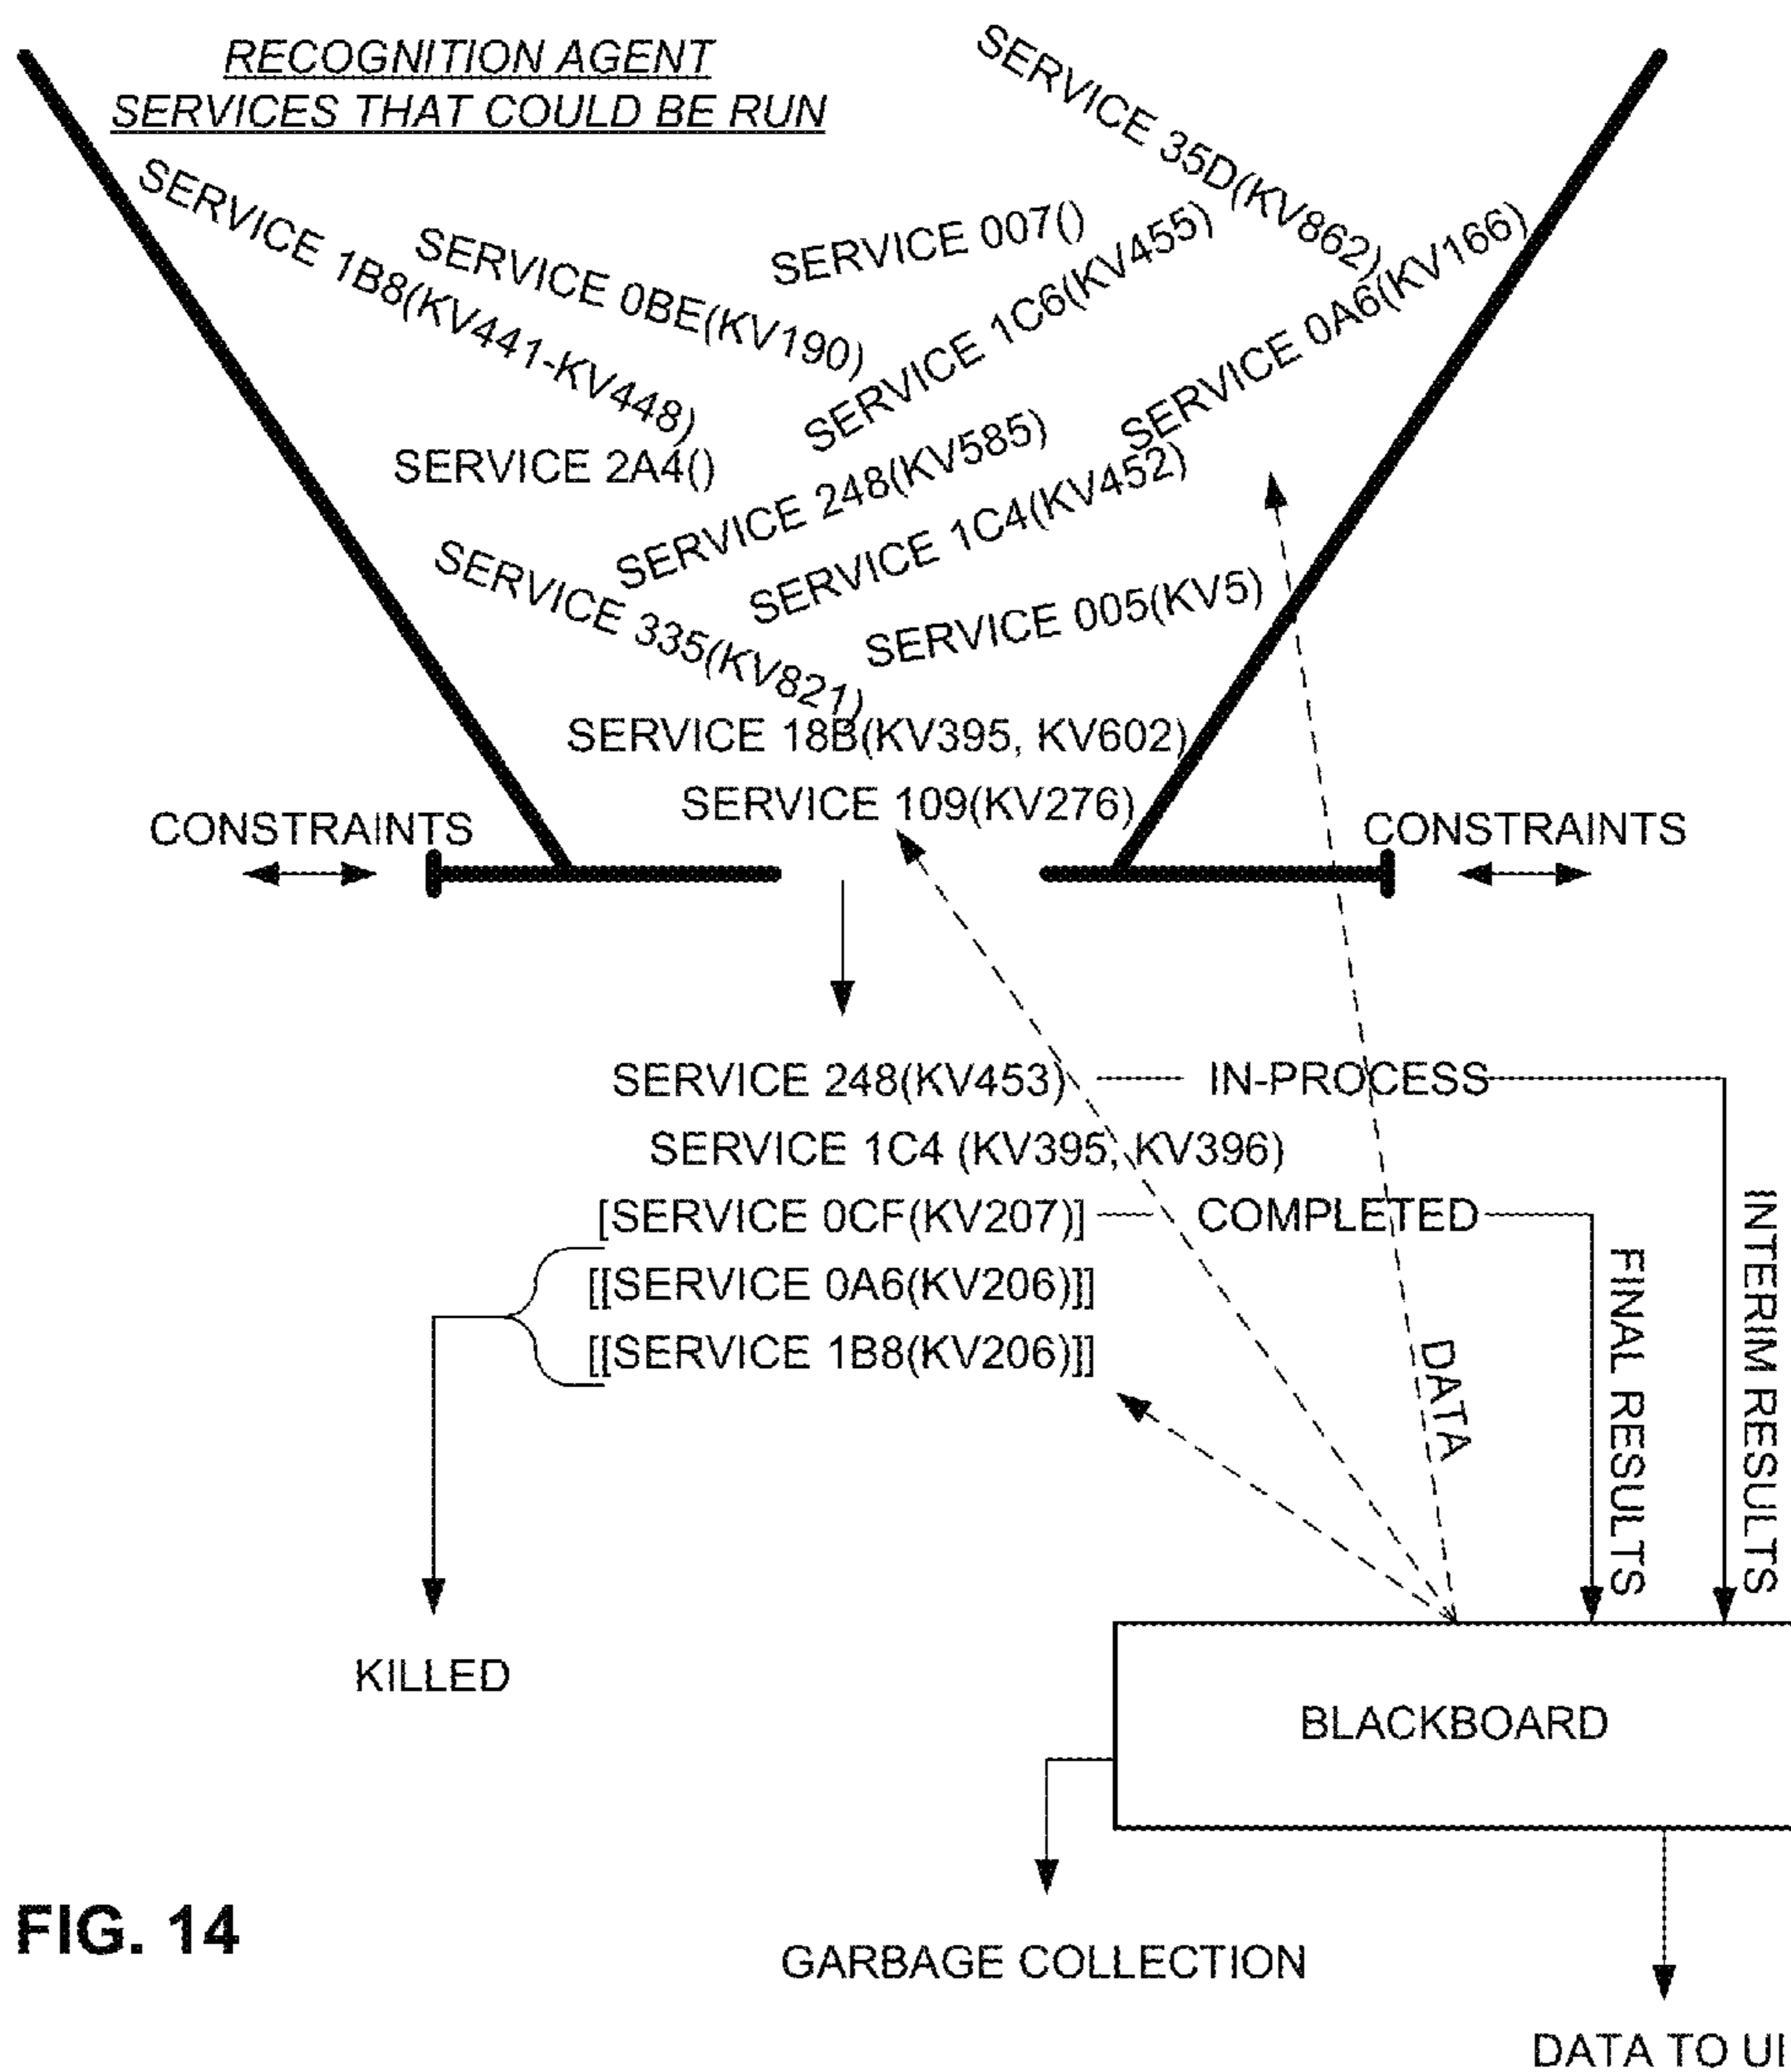 RECOGNITION AGENT
SERVICES THAT COULD BE RUN
SERVICE 35D(KV862)
SERVICE 1B8(KV441-KV448)
SERVICE 0BE(KV190)
SERVICE 007()
SERVICE 1C6(KV455)
SERVICE 0A6(KV166)
SERVICE 2A4()
SERVICE 248(KV585)
SERVICE 1C4(KV452)
SERVICE 335(KV821)
SERVICE 005(KV5)
SERVICE 18B(KV395, KV602)
SERVICE 109(KV276)
CONSTRAINTS
CONSTRAINTS
SERVICE 248(KV453)
IN-PROCESS
SERVICE 1C4 (KV395, KV396)
[SERVICE 0CF(KV207)]
COMPLETED
[[SERVICE 0A6(KV206)]]
[[SERVICE 1B8(KV206)]]
DATA
FINAL RESULTS
INTERIM RESULTS
KILLED
BLACKBOARD
FIG. 14
GARBAGE COLLECTION
DATA TO UI